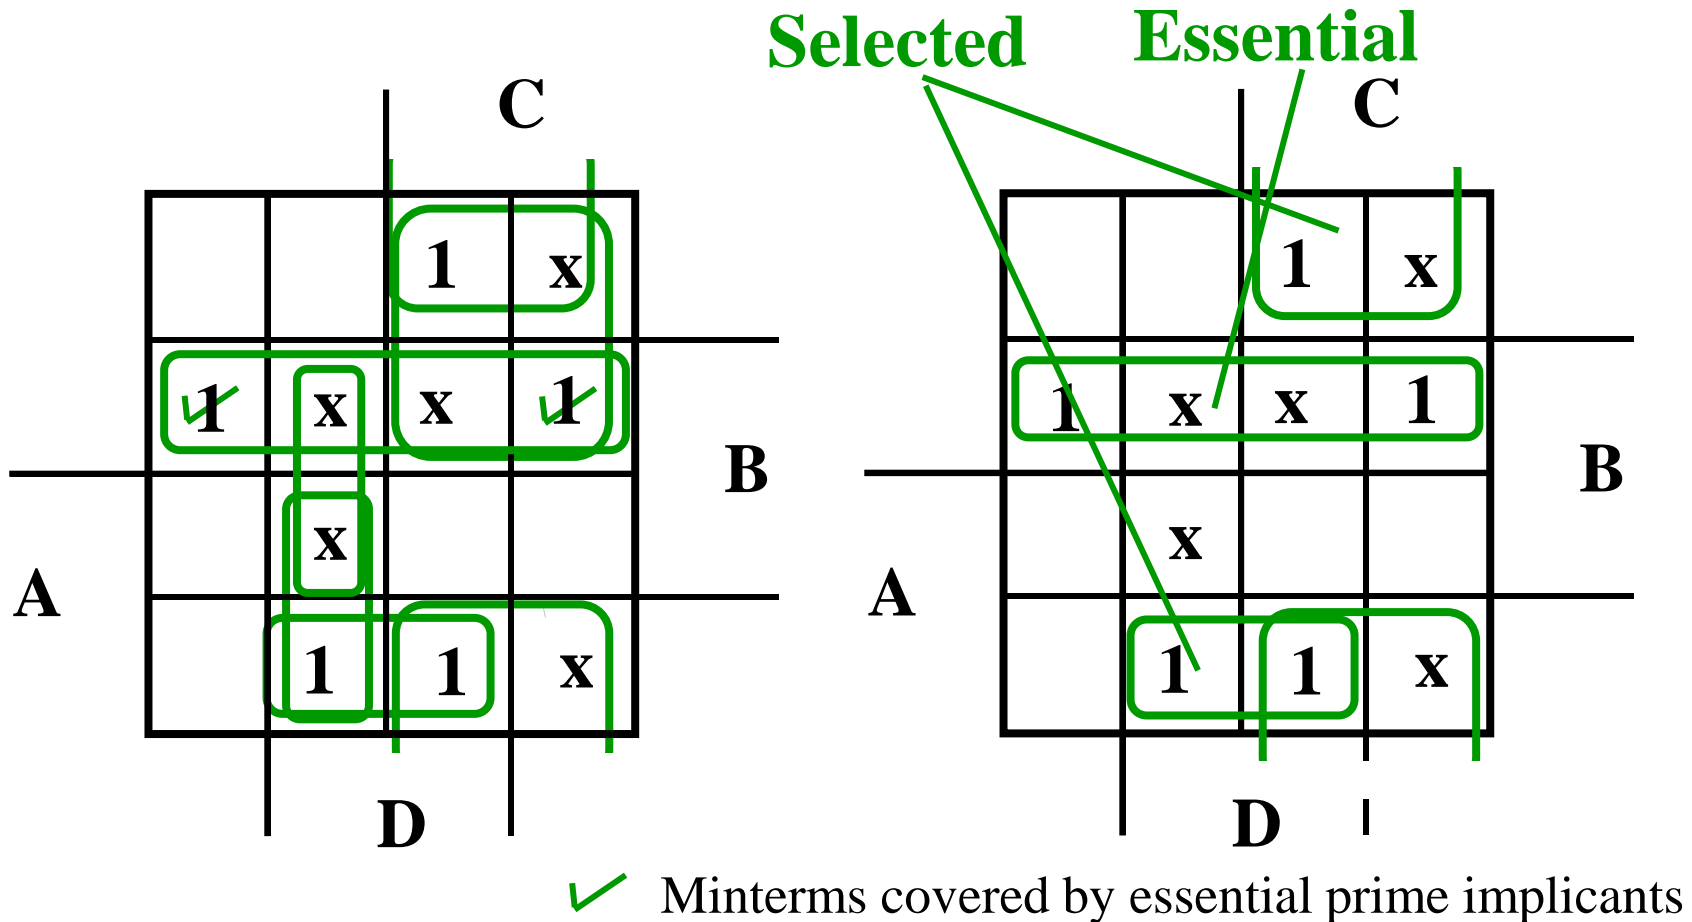 Selected Essential
C C
1 x 1 x
1 x x 1 1 x x 1
B B
x x
A A
1 1 x 1 1 x
D D
Minterms covered by essential prime implicants